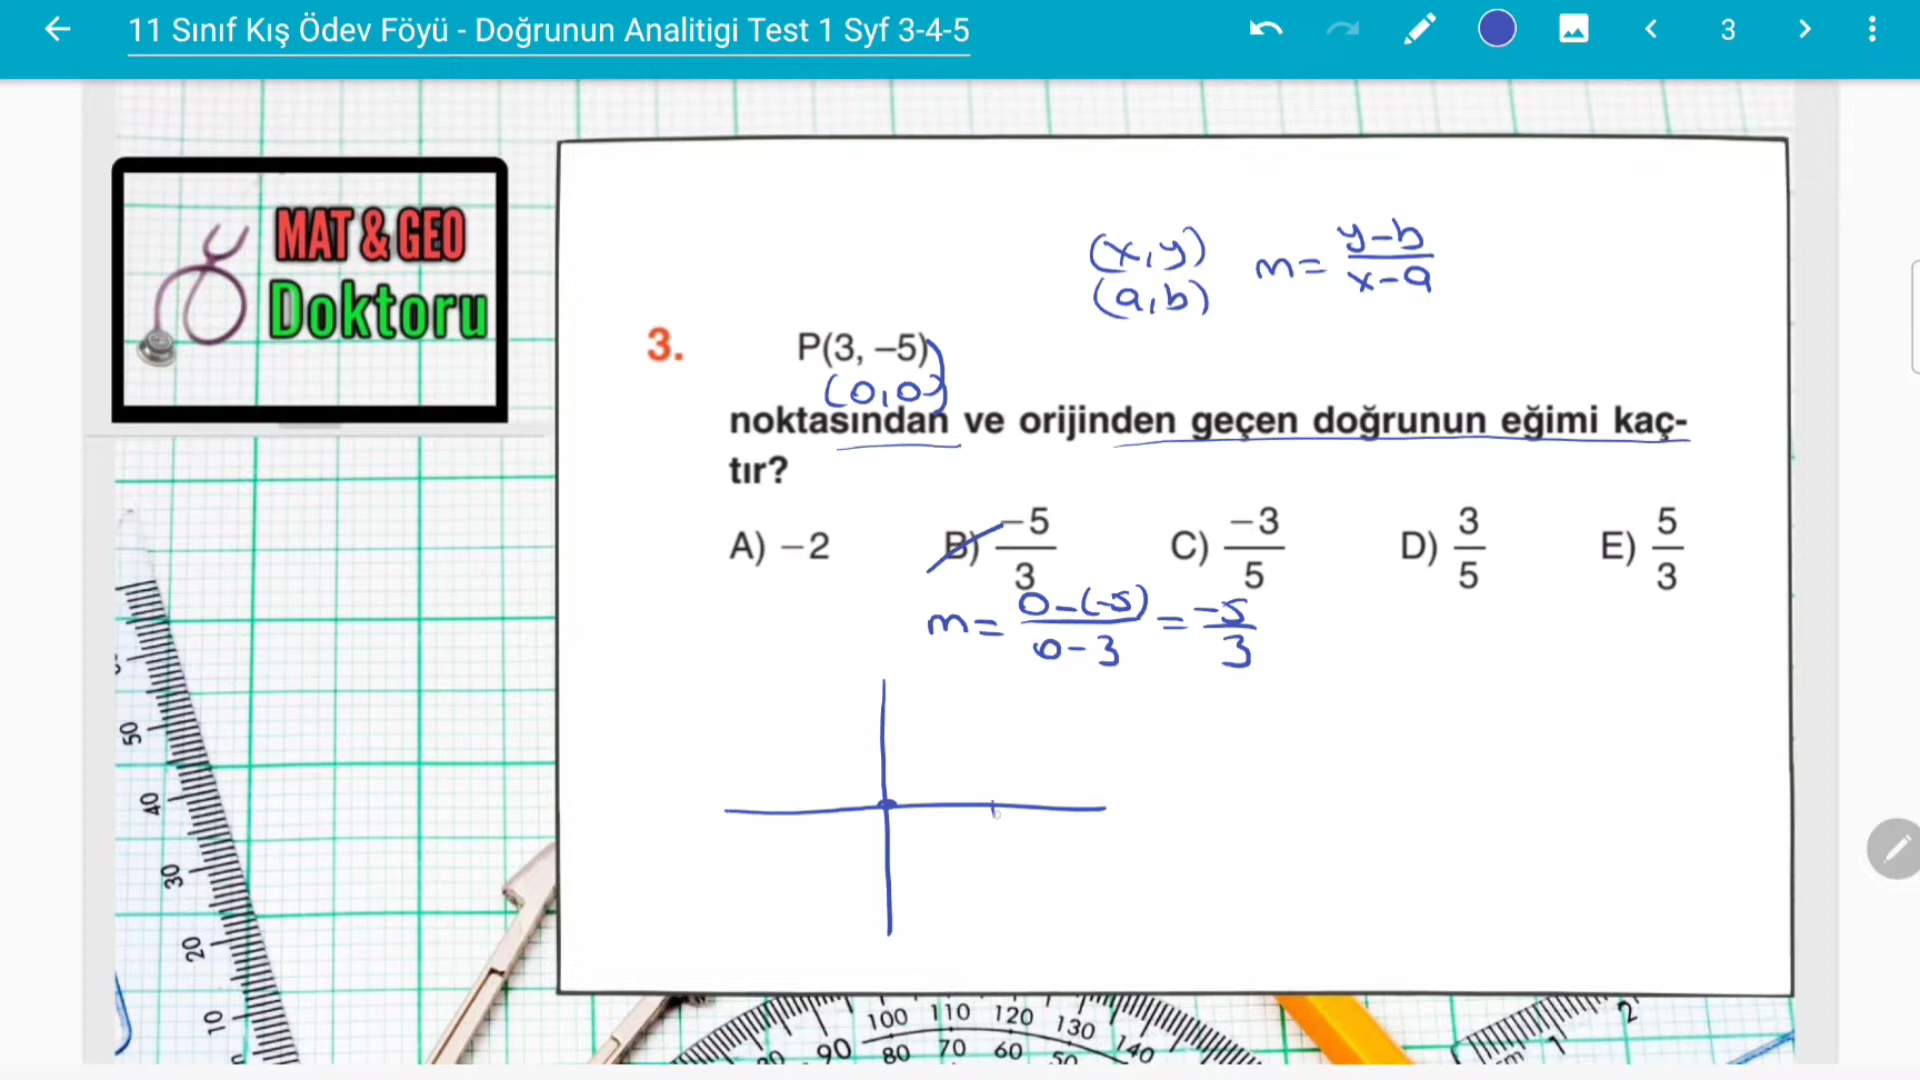 11 Sınıf Kış Ödev Föyü - Doğrunun Analitigi Test 1 Syf 3-4-5
3
MAT & GEO
Doktoru
(x,y) m= y-b / x-a
(a,b)
3. P(3, –5)
(0,0)
noktasından ve orijinden geçen doğrunun eğimi kaç-
tır?
A) –2 B) –5/3 C) –3/5 D) 3/5 E) 5/3
m= 0-(-5) / 0-3 = -5/3
50
40
30
20
10
90 100 110 120 130 140
80 70 60 50
1 2